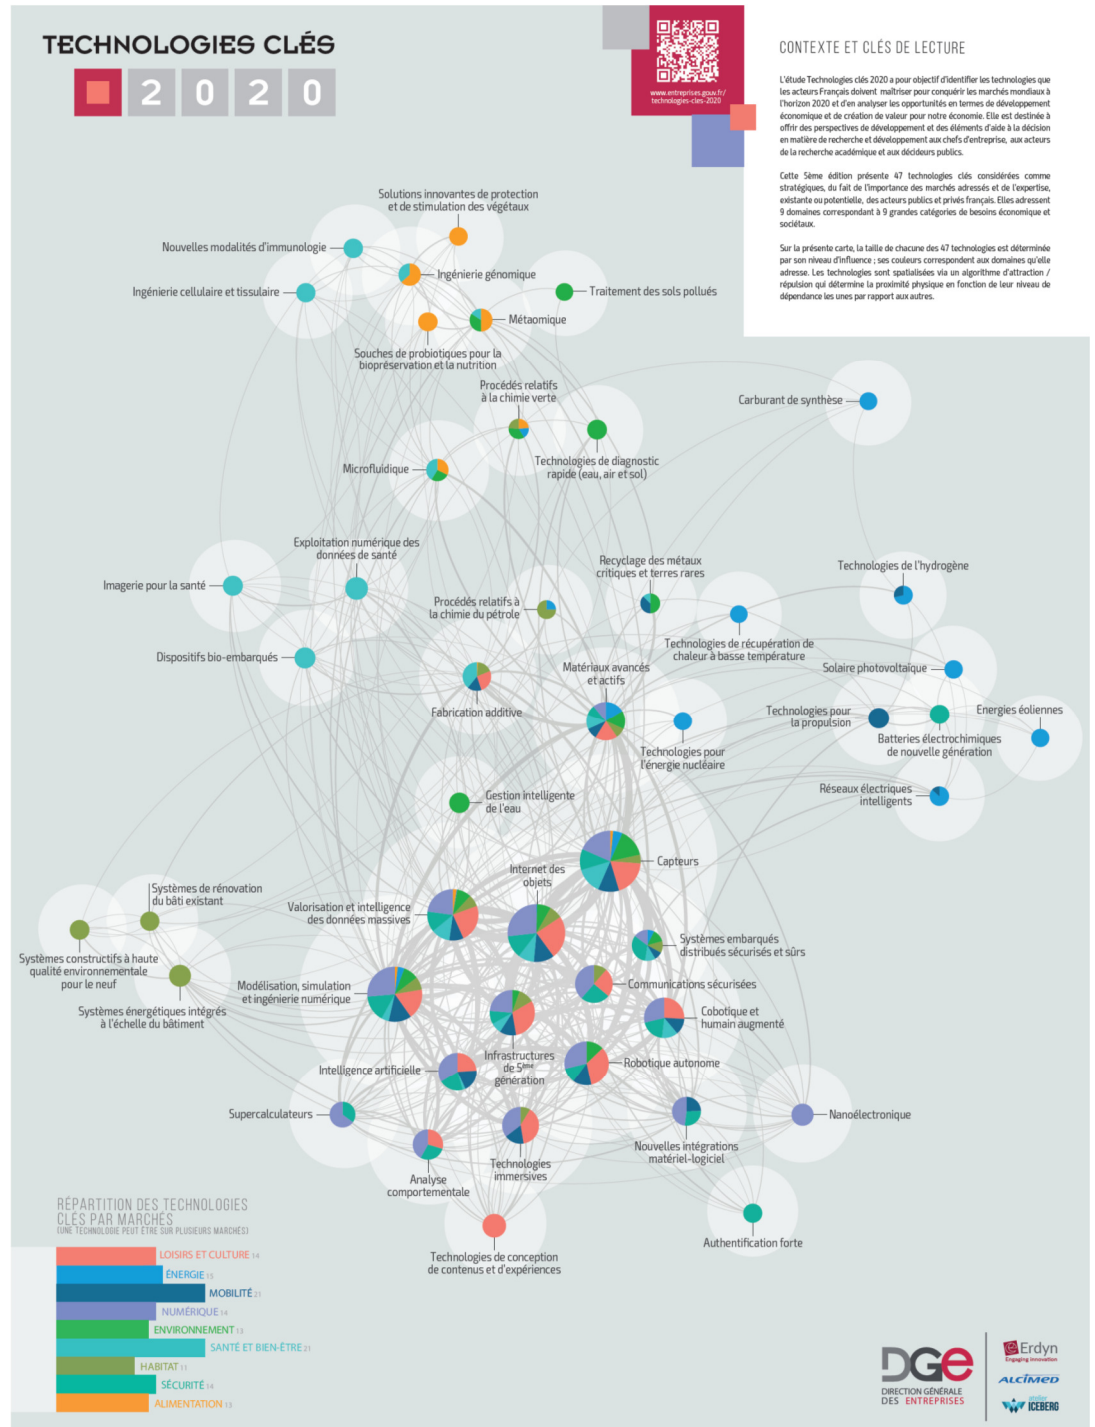 TECHNOLOGIES CLÉS
2 0 2 0
www.entreprises.gouv.fr/
technologies-cles-2020
CONTEXTE ET CLÉS DE LECTURE
L'étude Technologies clés 2020 a pour objectif d'identifier les technologies que
les acteurs Français doivent maîtriser pour conquérir les marchés mondiaux à
l'horizon 2020 et d'en analyser les opportunités en termes de développement
économique et de création de valeur pour notre économie. Elle est destinée à
offrir des perspectives de développement et des éléments d'aide à la décision
en matière de recherche et développement aux chefs d'entreprise, aux acteurs
de la recherche académique et aux décideurs publics.
Cette 5ème édition présente 47 technologies clés considérées comme
stratégiques, du fait de l'importance des marchés adressés et de l'expertise,
existante ou potentielle, des acteurs publics et privés français. Elles adressent
9 domaines correspondant à 9 grandes catégories de besoins économique et
sociétaux.
Sur la présente carte, la taille de chacune des 47 technologies est déterminée
par son niveau d'influence ; ses couleurs correspondent aux domaines qu'elle
adresse. Les technologies sont spatialisées via un algorithme d'attraction /
répulsion qui détermine la proximité physique en fonction de leur niveau de
dépendance les unes par rapport aux autres.
Solutions innovantes de protection
et de stimulation des végétaux
Nouvelles modalités d'immunologie
Ingénierie génomique
Ingénierie cellulaire et tissulaire
Traitement des sols pollués
Métaomique
Souches de probiotiques pour la
biopréservation et la nutrition
Procédés relatifs
à la chimie verte
Carburant de synthèse
Technologies de diagnostic
rapide (eau, air et sol)
Microfluidique
Exploitation numérique des
données de santé
Imagerie pour la santé
Recyclage des métaux
critiques et terres rares
Technologies de l'hydrogène
Procédés relatifs à
la chimie du pétrole
Technologies de récupération de
chaleur à basse température
Dispositifs bio-embarqués
Matériaux avancés
et actifs
Solaire photovoltaïque
Fabrication additive
Technologies pour
la propulsion
Energies éoliennes
Batteries électrochimiques
de nouvelle génération
Technologies pour
l'énergie nucléaire
Gestion intelligente
de l'eau
Réseaux électriques
intelligents
Capteurs
Internet des
objets
Systèmes de rénovation
du bâti existant
Valorisation et intelligence
des données massives
Systèmes embarqués
distribués sécurisés et sûrs
Systèmes constructifs à haute
qualité environnementale
pour le neuf
Modélisation, simulation
et ingénierie numérique
Communications sécurisées
Systèmes énergétiques intégrés
à l'échelle du bâtiment
Cobotique et
humain augmenté
Infrastructures
de 5ème
génération
Intelligence artificielle
Robotique autonome
Supercalculateurs
Nanoélectronique
Nouvelles intégrations
matériel-logiciel
Technologies
immersives
Analyse
comportementale
Authentification forte
Technologies de conception
de contenus et d'expériences
RÉPARTITION DES TECHNOLOGIES
CLÉS PAR MARCHÉS
(UNE TECHNOLOGIE PEUT ÊTRE SUR PLUSIEURS MARCHÉS)
LOISIRS ET CULTURE 14
ÉNERGIE 15
MOBILITÉ 21
NUMÉRIQUE 14
ENVIRONNEMENT 13
SANTÉ ET BIEN-ÊTRE 21
HABITAT 11
SÉCURITÉ 14
ALIMENTATION 13
DGE
DIRECTION GÉNÉRALE
DES ENTREPRISES
Erdyn
Engaging innovation
ALCIMED
atelier
ICEBERG